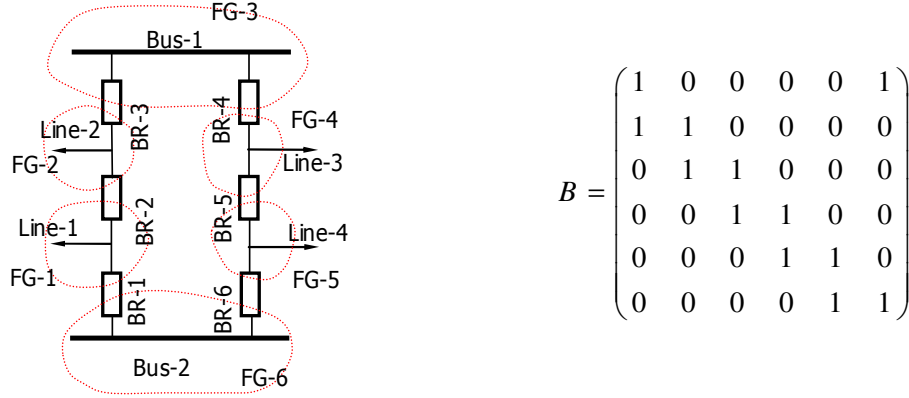 FG-3
Bus-1
BR-3
BR-4
FG-4
Line-2
Line-3
FG-2
BR-2
BR-5
Line-1
Line-4
FG-1
FG-5
BR-1
BR-6
Bus-2
FG-6
B =
1 0 0 0 0 1
1 1 0 0 0 0
0 1 1 0 0 0
0 0 1 1 0 0
0 0 0 1 1 0
0 0 0 0 1 1